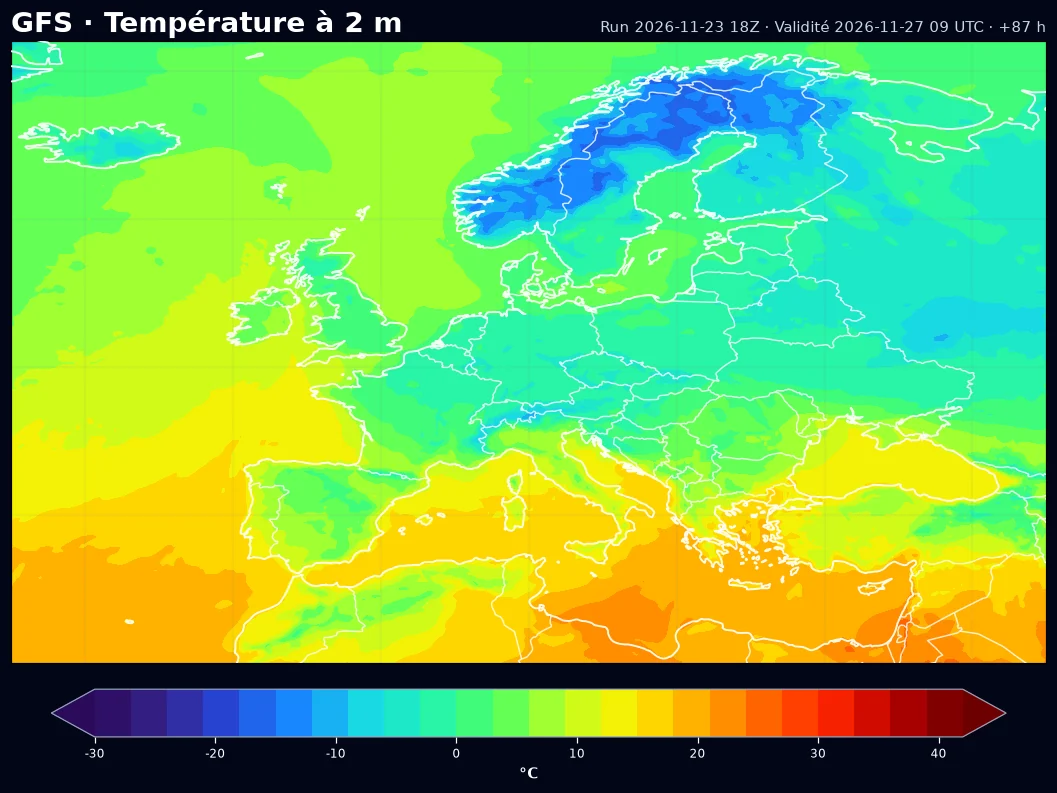 GFS · Température à 2 m
Run 2026-11-23 18Z · Validité 2026-11-27 09 UTC · +87 h
-30 -20 -10 0 10 20 30 40
°C